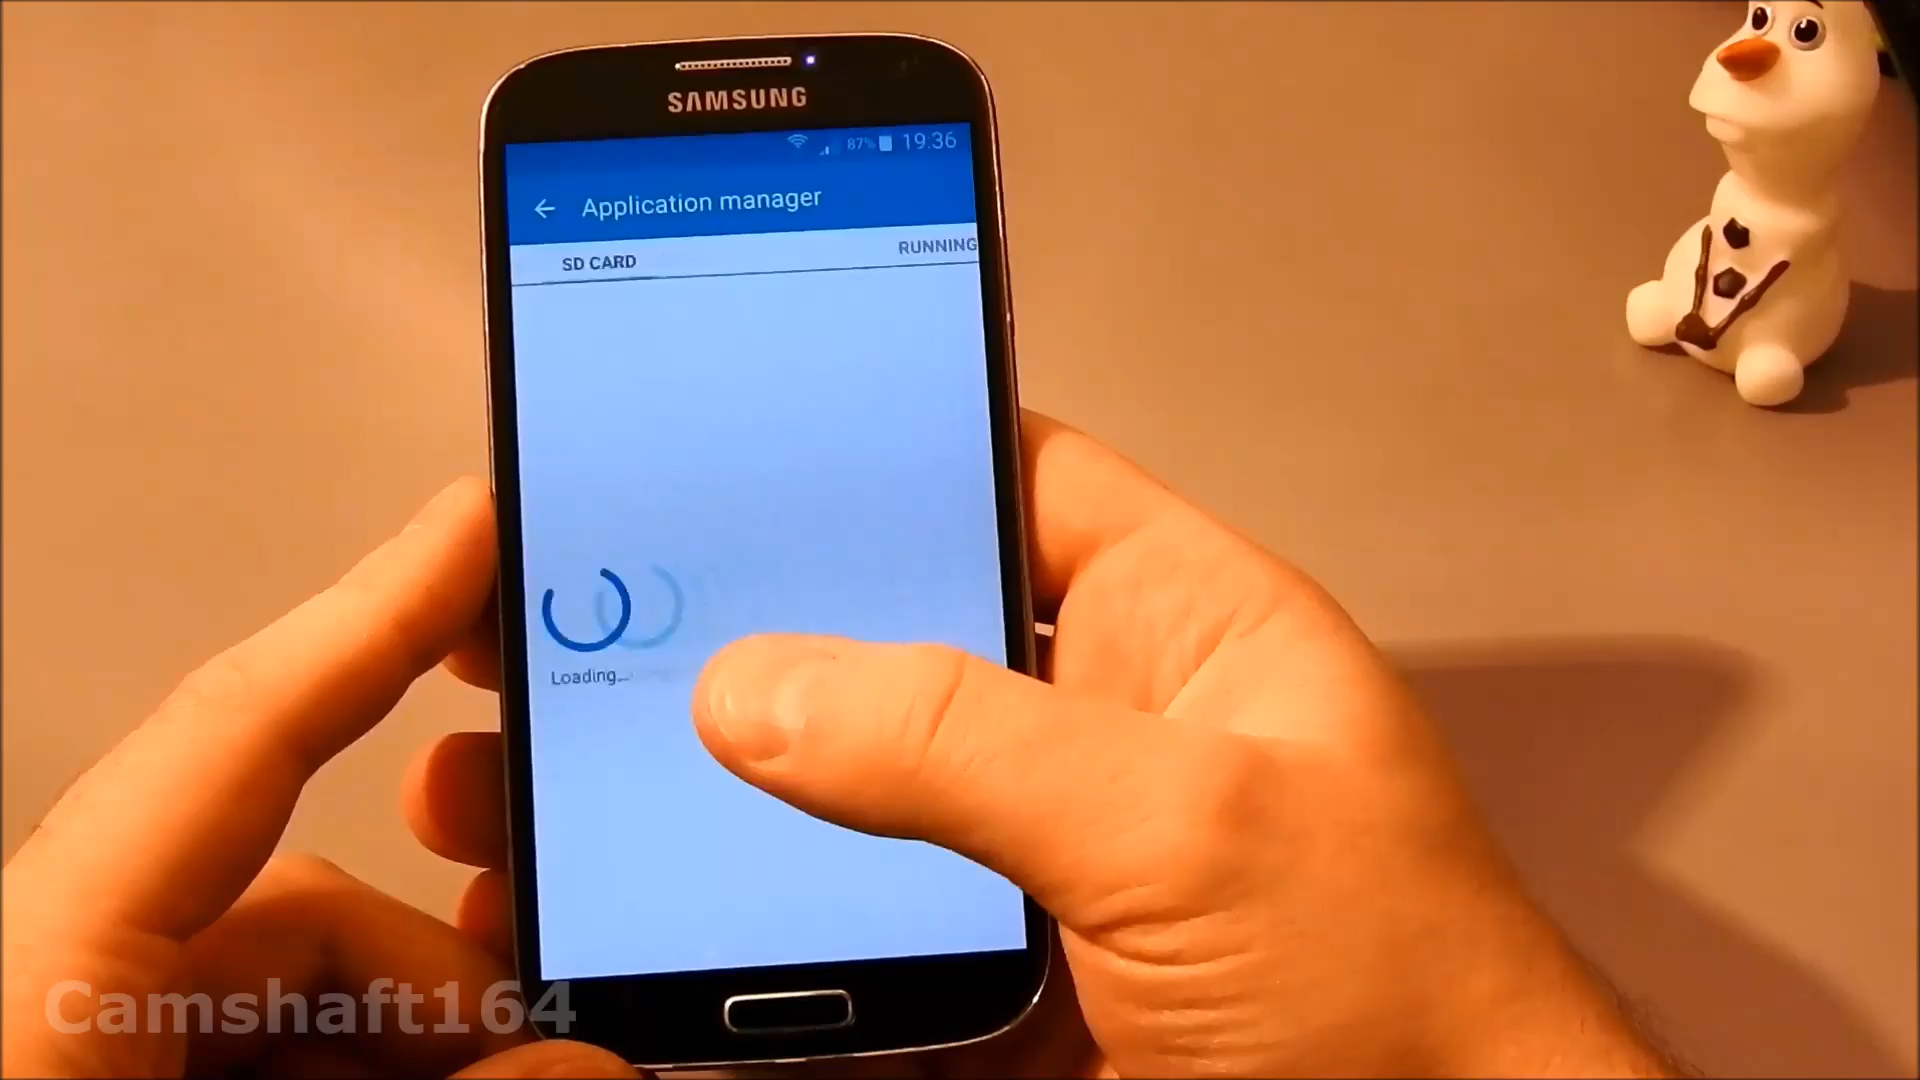 SAMSUNG
87% 19:36
Application manager
SD CARD RUNNING
Loading...
Camshaft164